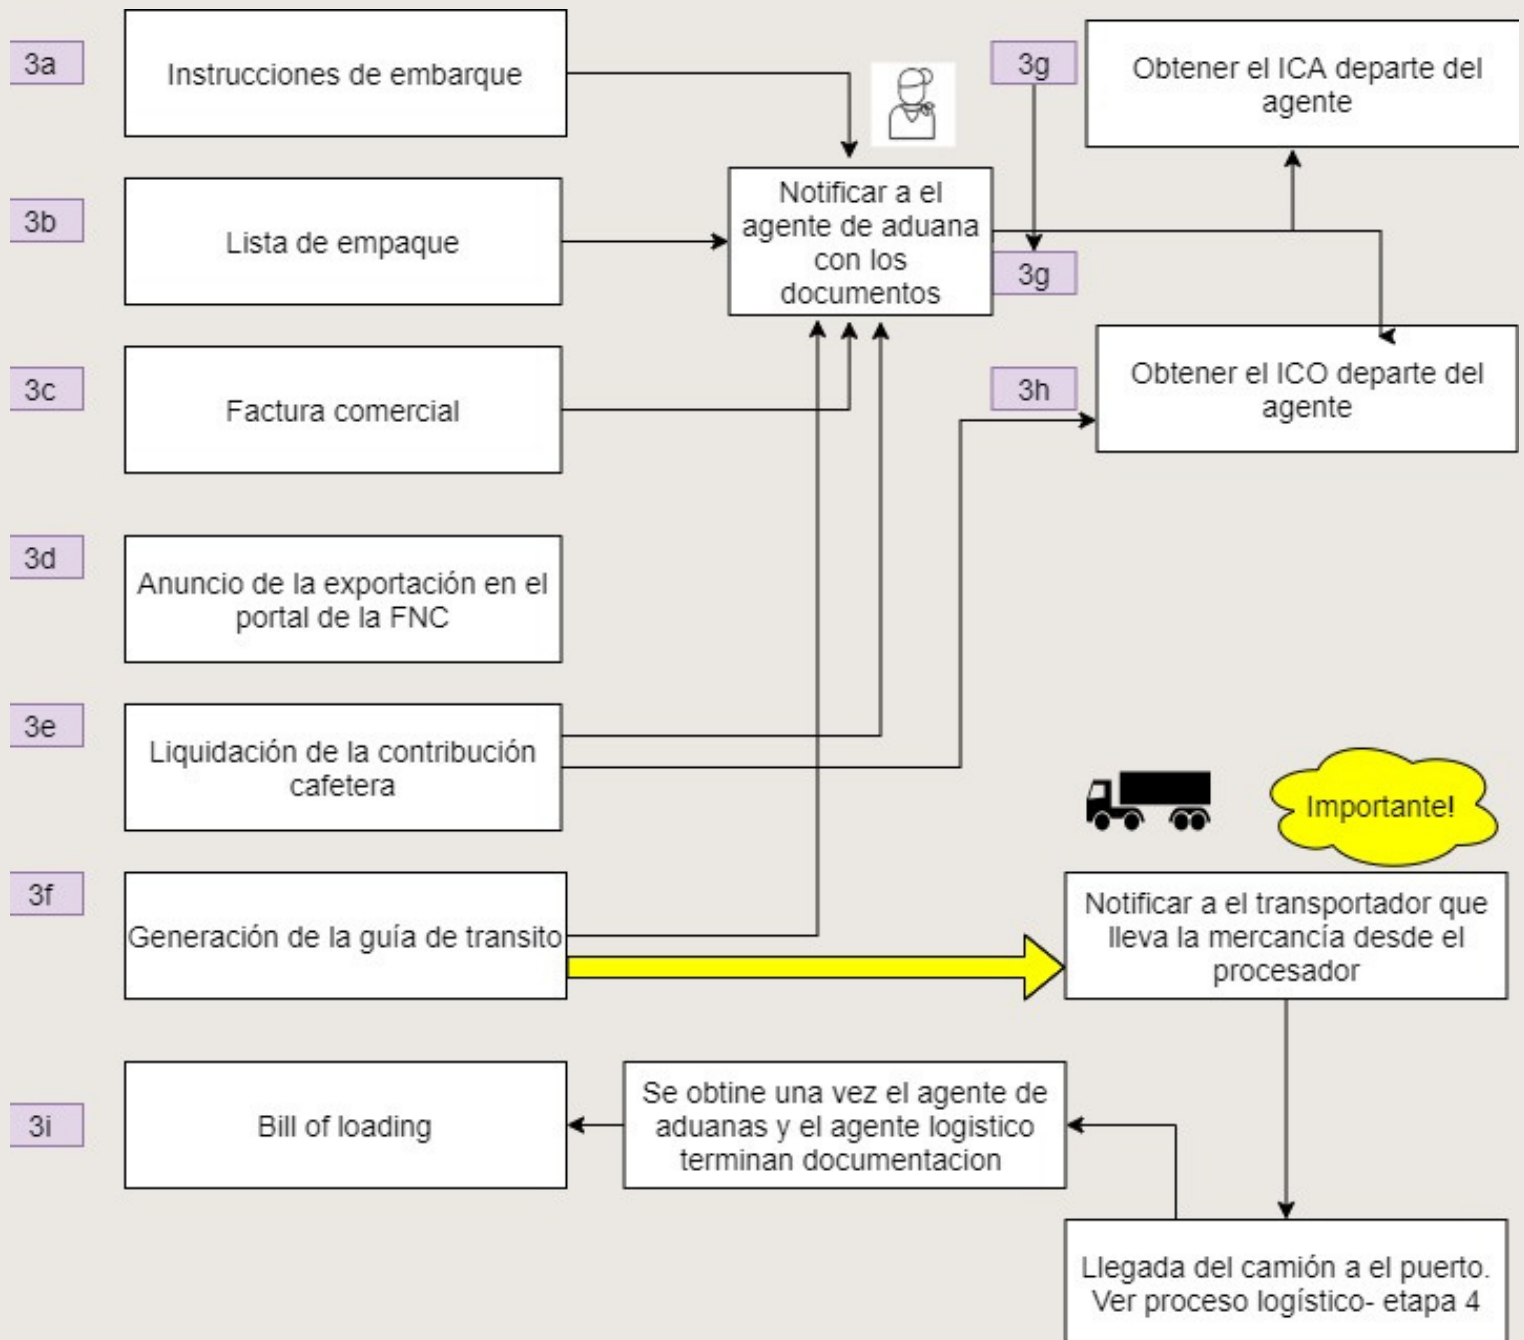 3a
Instrucciones de embarque
3g
Obtener el ICA departe del
agente
3b
Lista de empaque
Notificar a el
agente de aduana
con los
documentos
3g
3c
Factura comercial
3h
Obtener el ICO departe del
agente
3d
Anuncio de la exportación en el
portal de la FNC
3e
Liquidación de la contribución
cafetera
Importante!
3f
Generación de la guía de transito
Notificar a el transportador que
lleva la mercancía desde el
procesador
3i
Bill of loading
Se obtine una vez el agente de
aduanas y el agente logistico
terminan documentacion
Llegada del camión a el puerto.
Ver proceso logístico- etapa 4